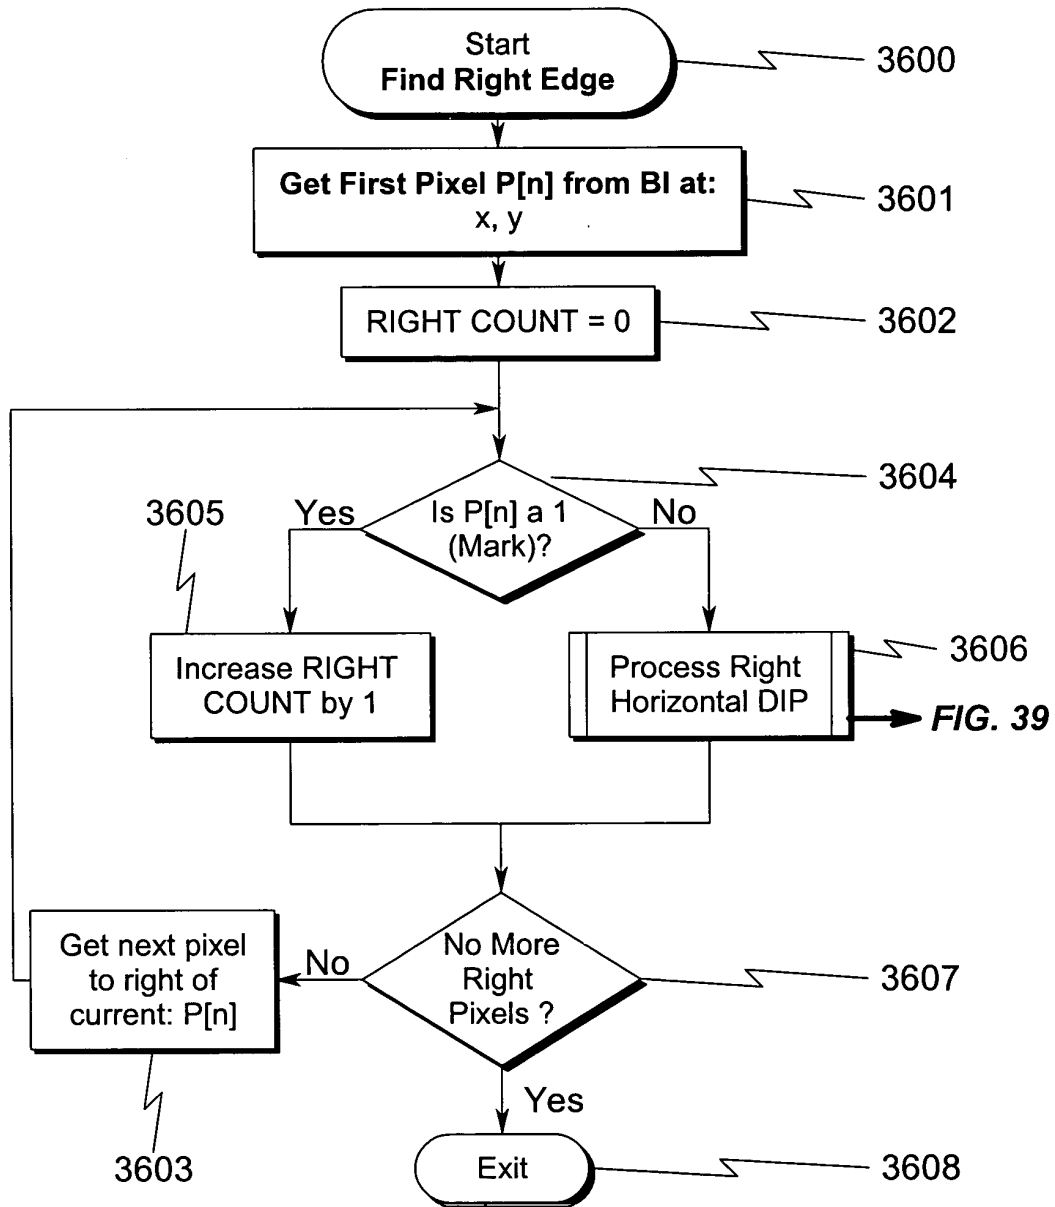 Start
Find Right Edge
3600
Get First Pixel P[n] from BI at:
x, y
3601
RIGHT COUNT = 0
3602
3604
Is P[n] a 1
(Mark)?
Yes
No
3605
Increase RIGHT
COUNT by 1
Process Right
Horizontal DIP
3606
FIG. 39
No More
Right
Pixels ?
3607
No
Get next pixel
to right of
current: P[n]
3603
Yes
Exit
3608